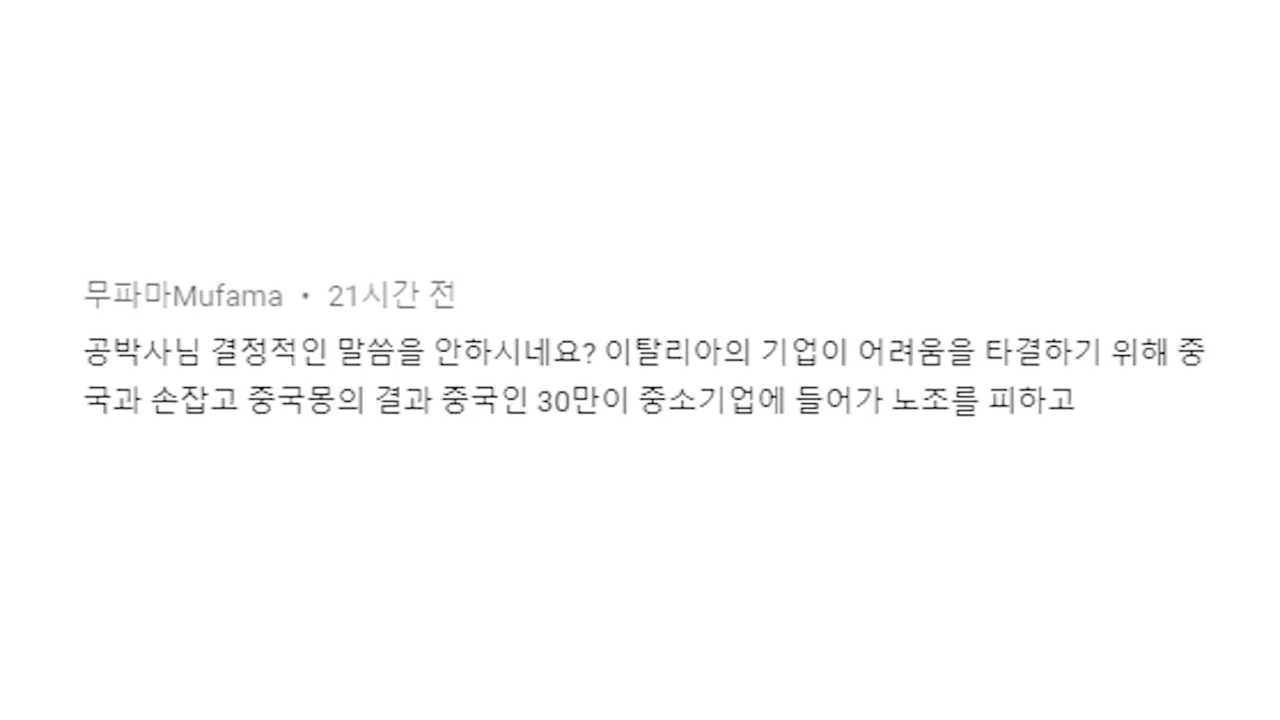 무파마Mufama • 21시간 전
공박사님 결정적인 말씀을 안하시네요? 이탈리아의 기업이 어려움을 타결하기 위해 중
국과 손잡고 중국몽의 결과 중국인 30만이 중소기업에 들어가 노조를 피하고